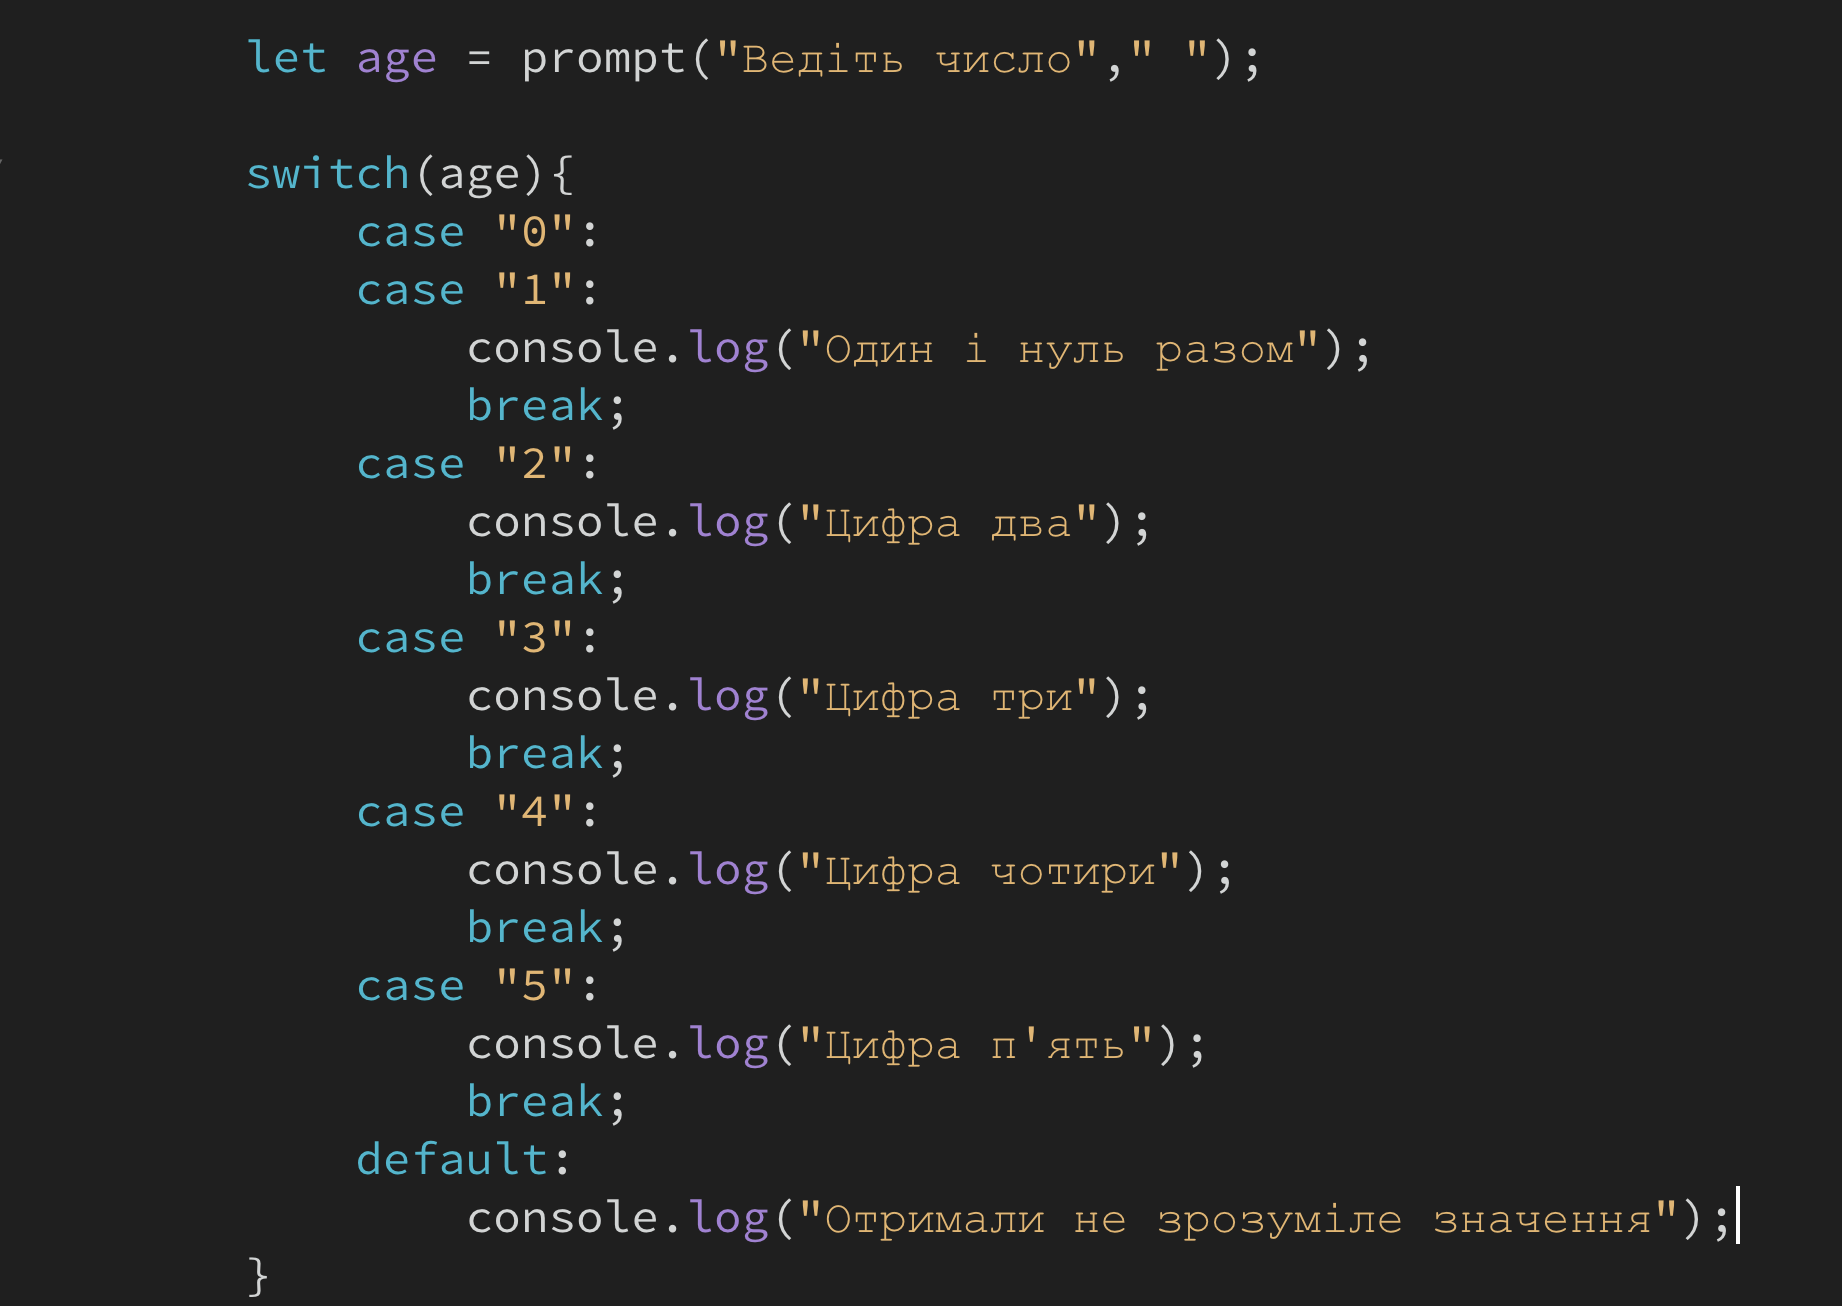 let age = prompt("Ведіть число"," ");
switch(age){
case "0":
case "1":
console.log("Один і нуль разом");
break;
case "2":
console.log("Цифра два");
break;
case "3":
console.log("Цифра три");
break;
case "4":
console.log("Цифра чотири");
break;
case "5":
console.log("Цифра п'ять");
break;
default:
console.log("Отримали не зрозуміле значення");
}